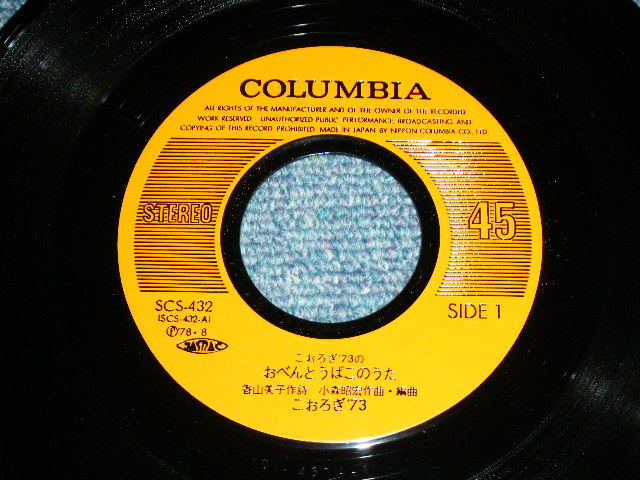 COLUMBIA
ALL RIGHTS OF THE MANUFACTURER AND OF THE OWNER OF THE RECORDED
WORK RESERVED. UNAUTHORIZED PUBLIC PERFORMANCE, BROADCASTING AND
COPYING OF THIS RECORD PROHIBITED. MADE IN JAPAN BY NIPPON COLUMBIA CO., LTD.
STEREO
45
SCS-432
(SCS-432-A)
Ⓟ'78・8
JASRAC
SIDE 1
こおろぎ'73の
おべんとうばこのうた
香山美子作詩 小森昭宏作曲・編曲
こおろぎ'73